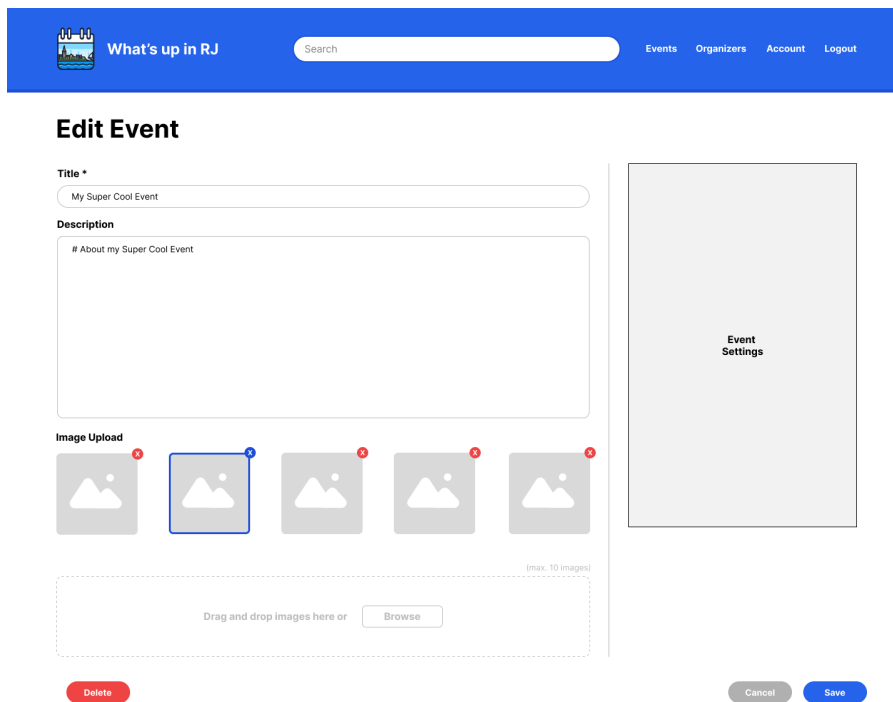 What's up in RJ
Search
Events Organizers Account Logout
Edit Event
Title *
My Super Cool Event
Description
# About my Super Cool Event
Event
Settings
Image Upload
X X X X X
(max. 10 images)
Drag and drop images here or Browse
Delete Cancel Save